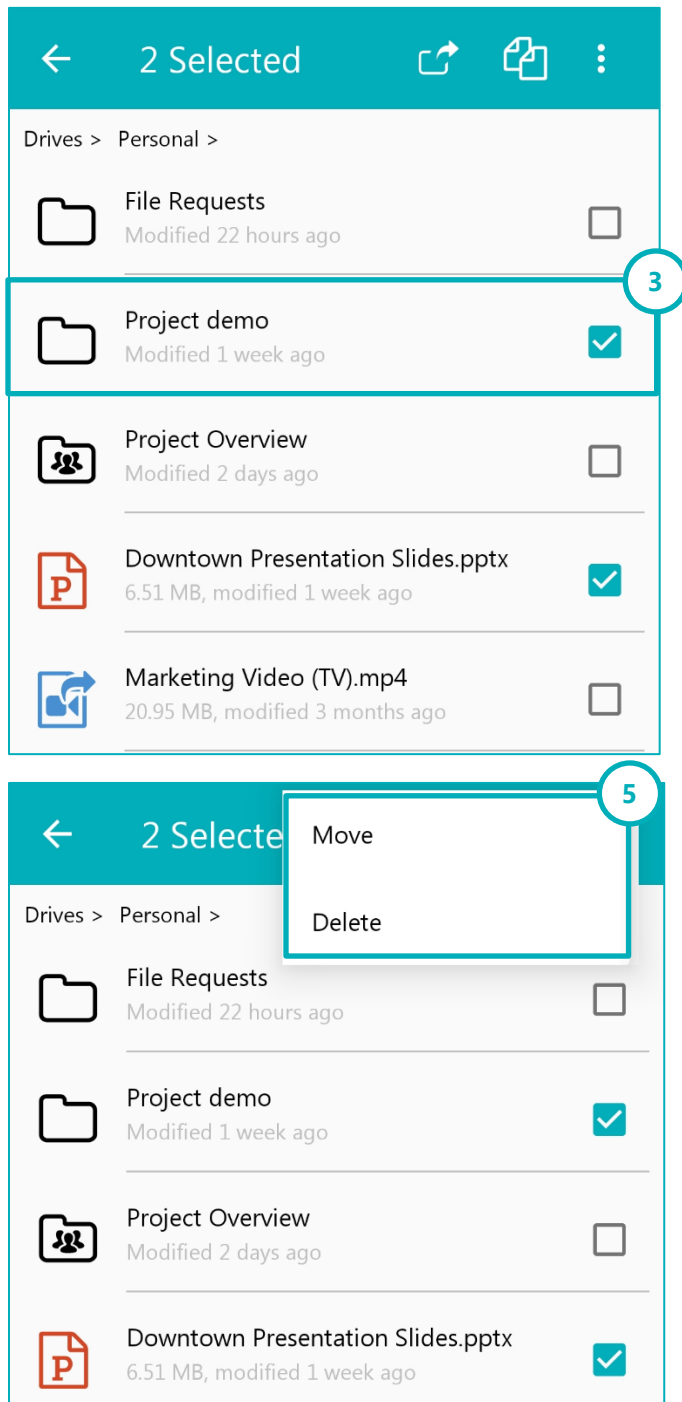 2 Selected
Drives > Personal >
File Requests
Modified 22 hours ago
3
Project demo
Modified 1 week ago
Project Overview
Modified 2 days ago
Downtown Presentation Slides.pptx
6.51 MB, modified 1 week ago
P
Marketing Video (TV).mp4
20.95 MB, modified 3 months ago
5
2 Selecte
Move
Drives > Personal >
Delete
File Requests
Modified 22 hours ago
Project demo
Modified 1 week ago
Project Overview
Modified 2 days ago
Downtown Presentation Slides.pptx
6.51 MB, modified 1 week ago
P